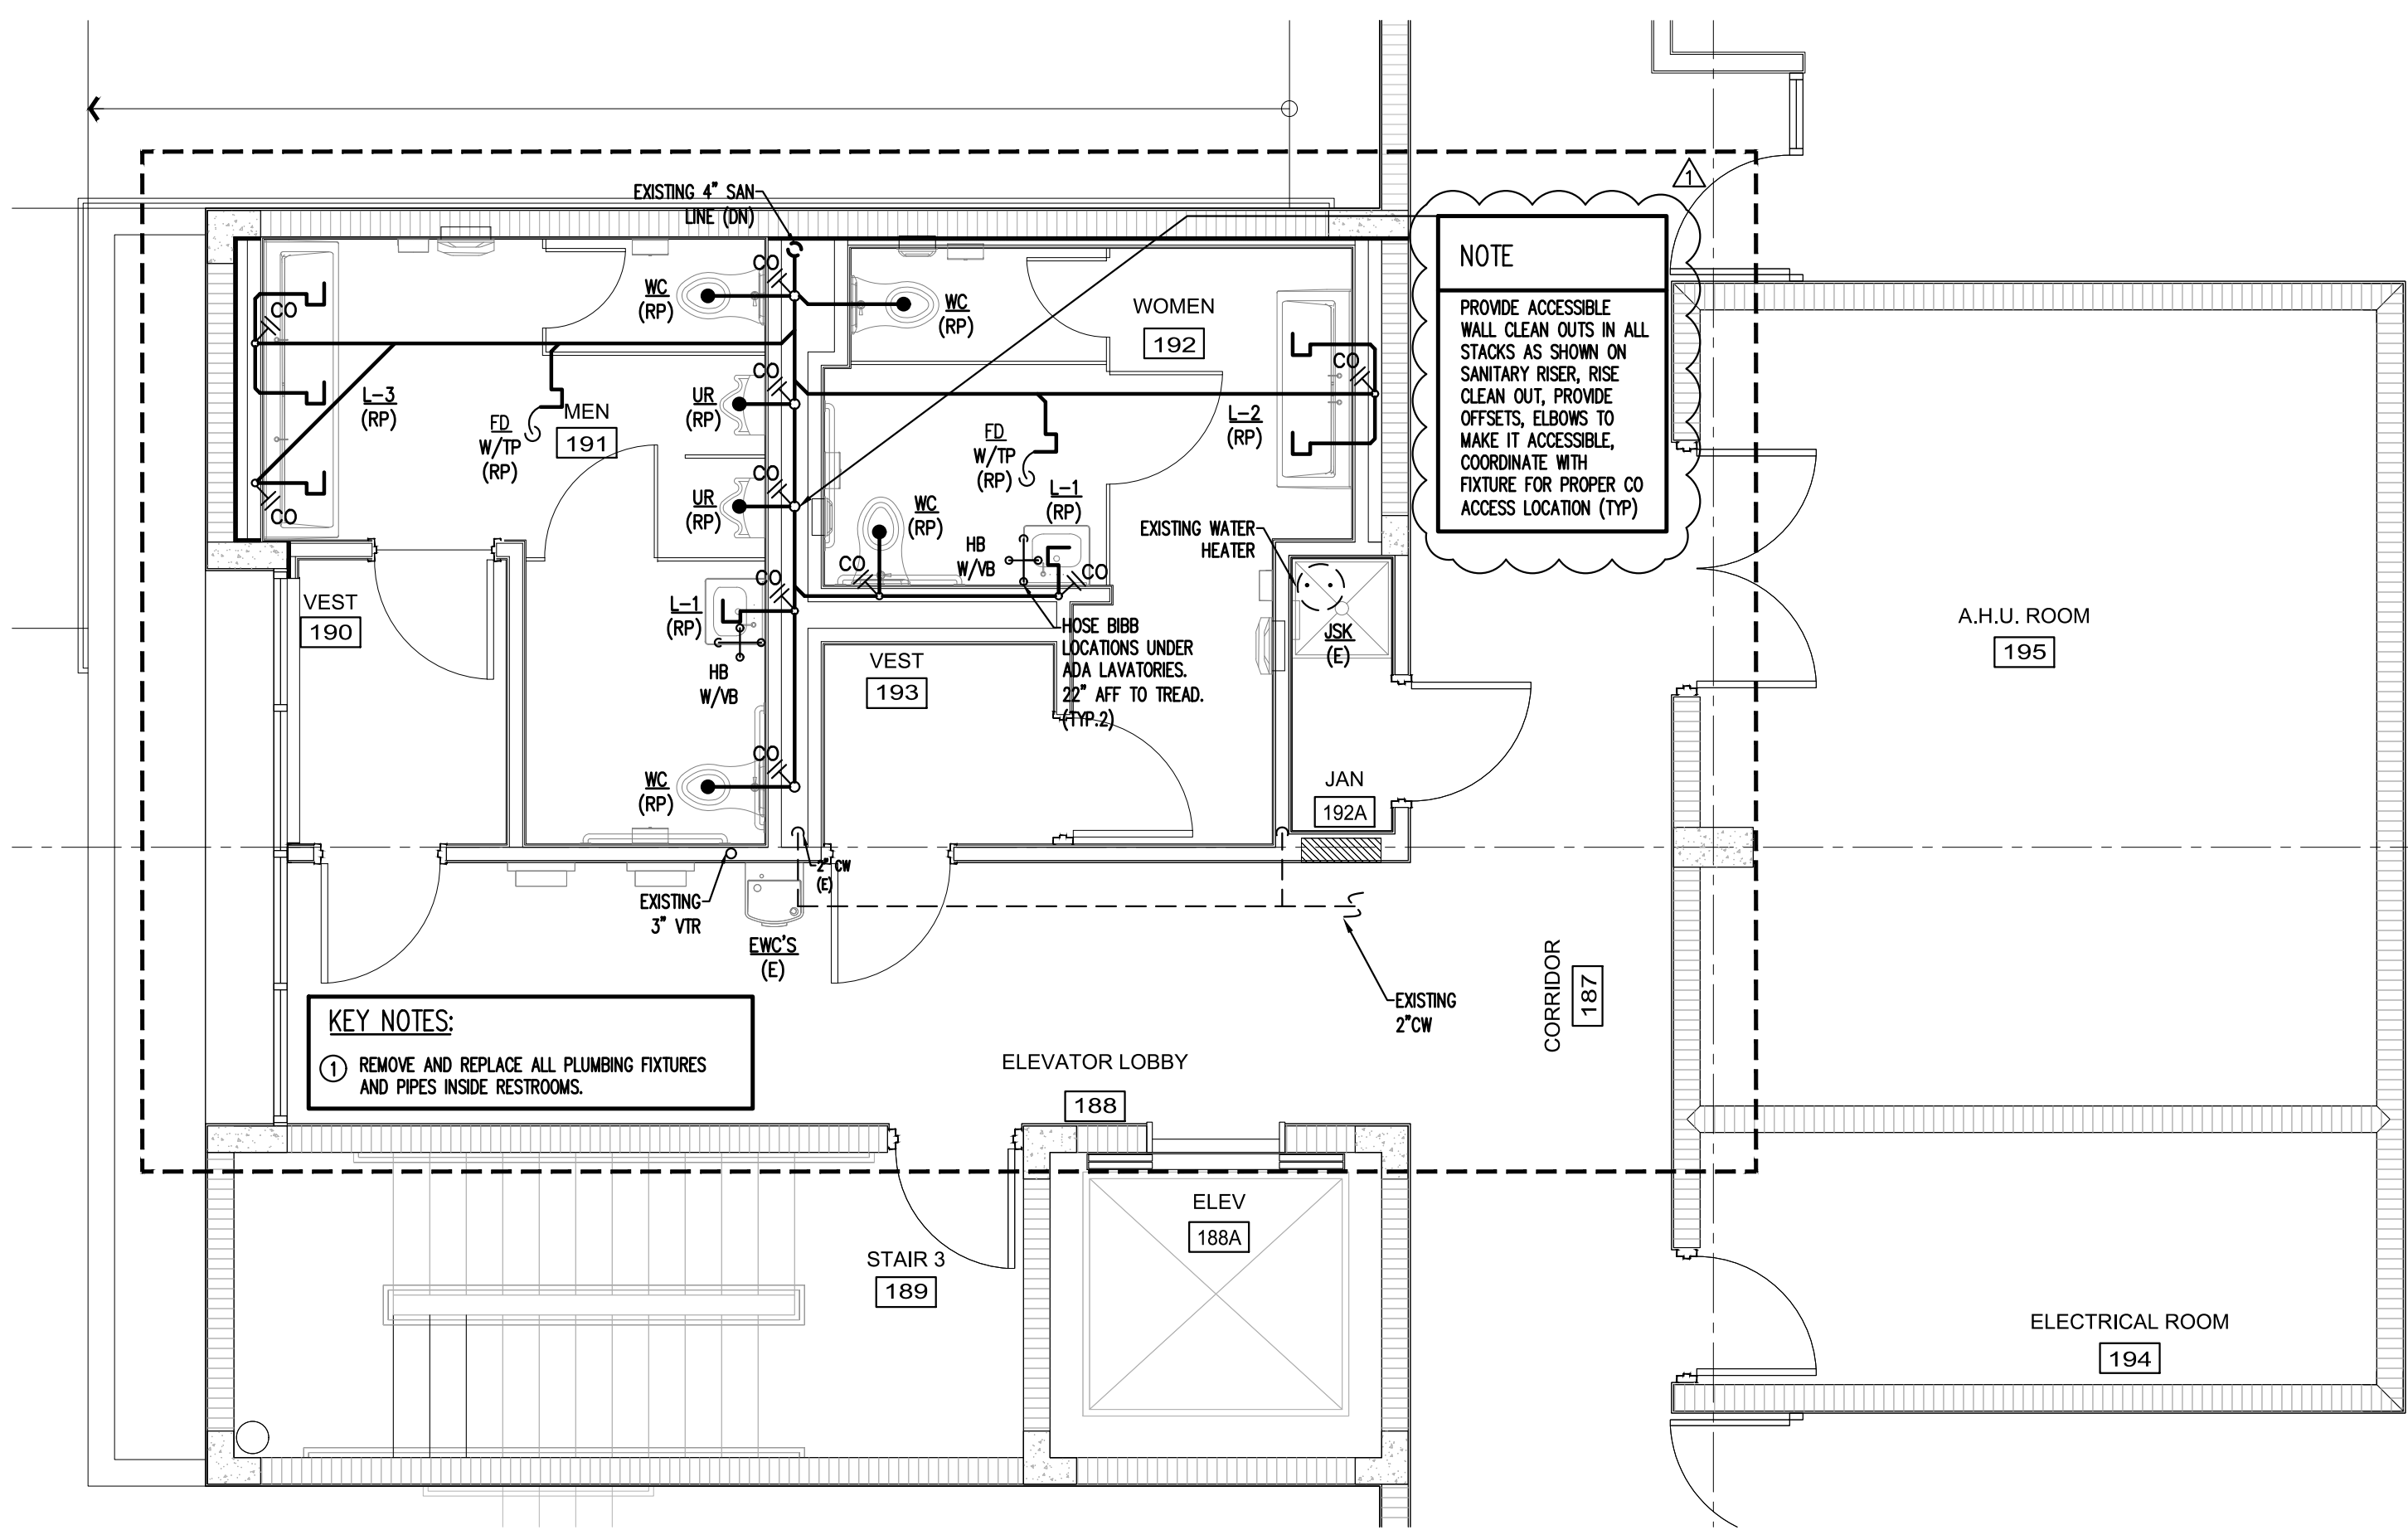 1
EXISTING 4" SAN
LINE (DN)
NOTE
PROVIDE ACCESSIBLE
WALL CLEAN OUTS IN ALL
STACKS AS SHOWN ON
SANITARY RISER, RISE
CLEAN OUT, PROVIDE
OFFSETS, ELBOWS TO
MAKE IT ACCESSIBLE,
COORDINATE WITH
FIXTURE FOR PROPER CO
ACCESS LOCATION (TYP)
CO
WC
(RP)
WC
(RP)
WOMEN
192
CO
CO
CO
L-3
(RP)
UR
(RP)
L-2
(RP)
FD
W/TP
(RP)
MEN
191
FD
W/TP
(RP)
CO
CO
UR
(RP)
L-1
(RP)
WC
(RP)
EXISTING WATER
HEATER
HB
W/VB
CO
CO
CO
VEST
190
L-1
(RP)
HB
W/VB
HOSE BIBB
LOCATIONS UNDER
ADA LAVATORIES.
22" AFF TO TREAD.
(TYP.2)
JSK
(E)
A.H.U. ROOM
195
VEST
193
CO
WC
(RP)
JAN
192A
2" CW
(E)
EXISTING
3" VTR
EWC'S
(E)
EXISTING
2"CW
CORRIDOR
187
KEY NOTES:
1 REMOVE AND REPLACE ALL PLUMBING FIXTURES
AND PIPES INSIDE RESTROOMS.
ELEVATOR LOBBY
188
ELEV
188A
STAIR 3
189
ELECTRICAL ROOM
194